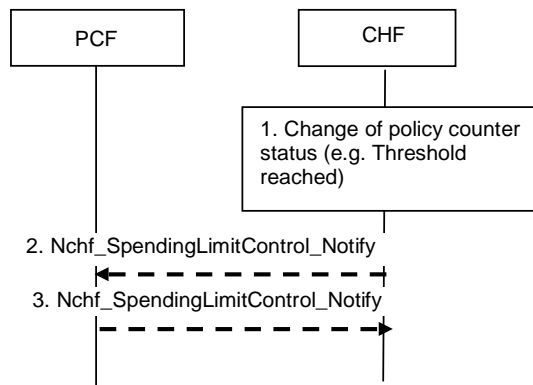 PCF
CHF
1. Change of policy counter
status (e.g. Threshold
reached)
2. Nchf_SpendingLimitControl_Notify
3. Nchf_SpendingLimitControl_Notify